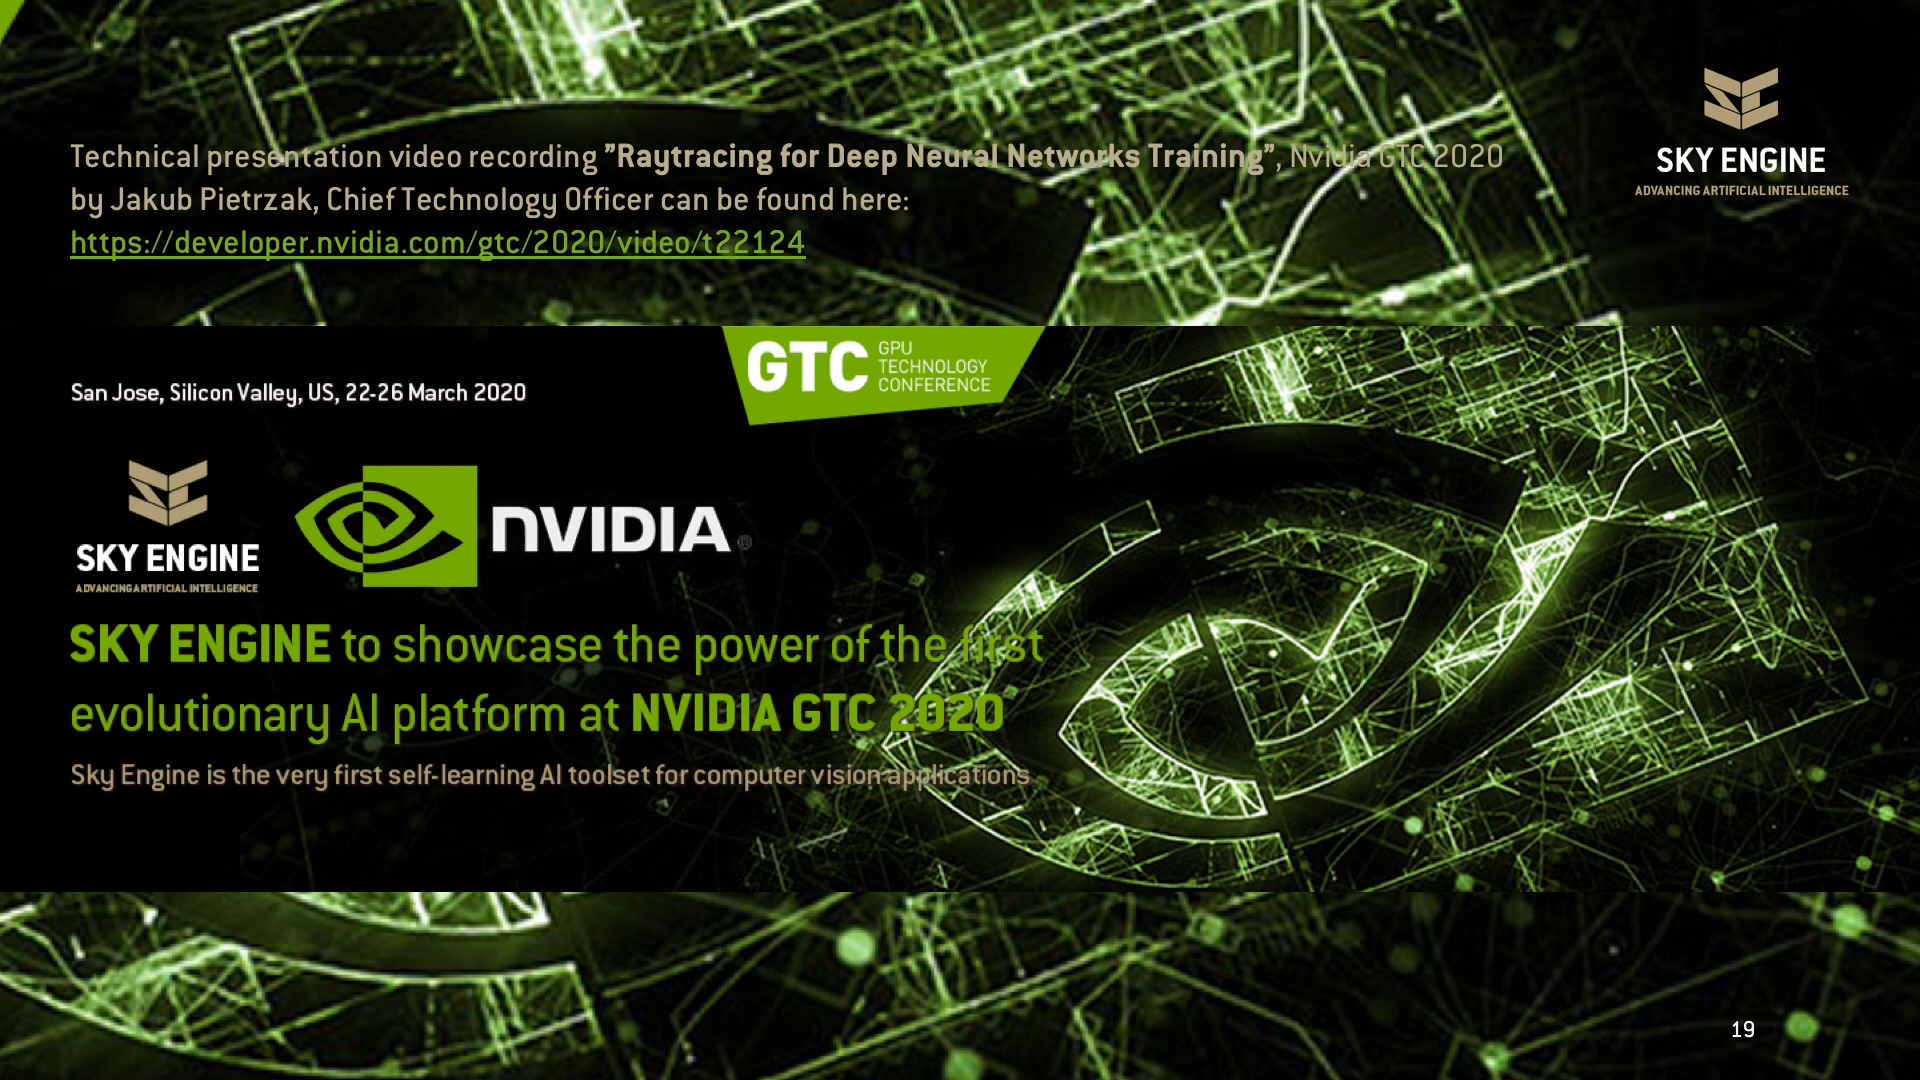 Technical presentation video recording ”Raytracing for Deep Neural Networks Training”, Nvidia GTC 2020
by Jakub Pietrzak, Chief Technology Officer can be found here:
https://developer.nvidia.com/gtc/2020/video/t22124
SKY ENGINE
ADVANCING ARTIFICIAL INTELLIGENCE
GTC
GPU
TECHNOLOGY
CONFERENCE
San Jose, Silicon Valley, US, 22-26 March 2020
SKY ENGINE
ADVANCING ARTIFICIAL INTELLIGENCE
NVIDIA®
SKY ENGINE to showcase the power of the first
evolutionary AI platform at NVIDIA GTC 2020
Sky Engine is the very first self-learning AI toolset for computer vision applications
19